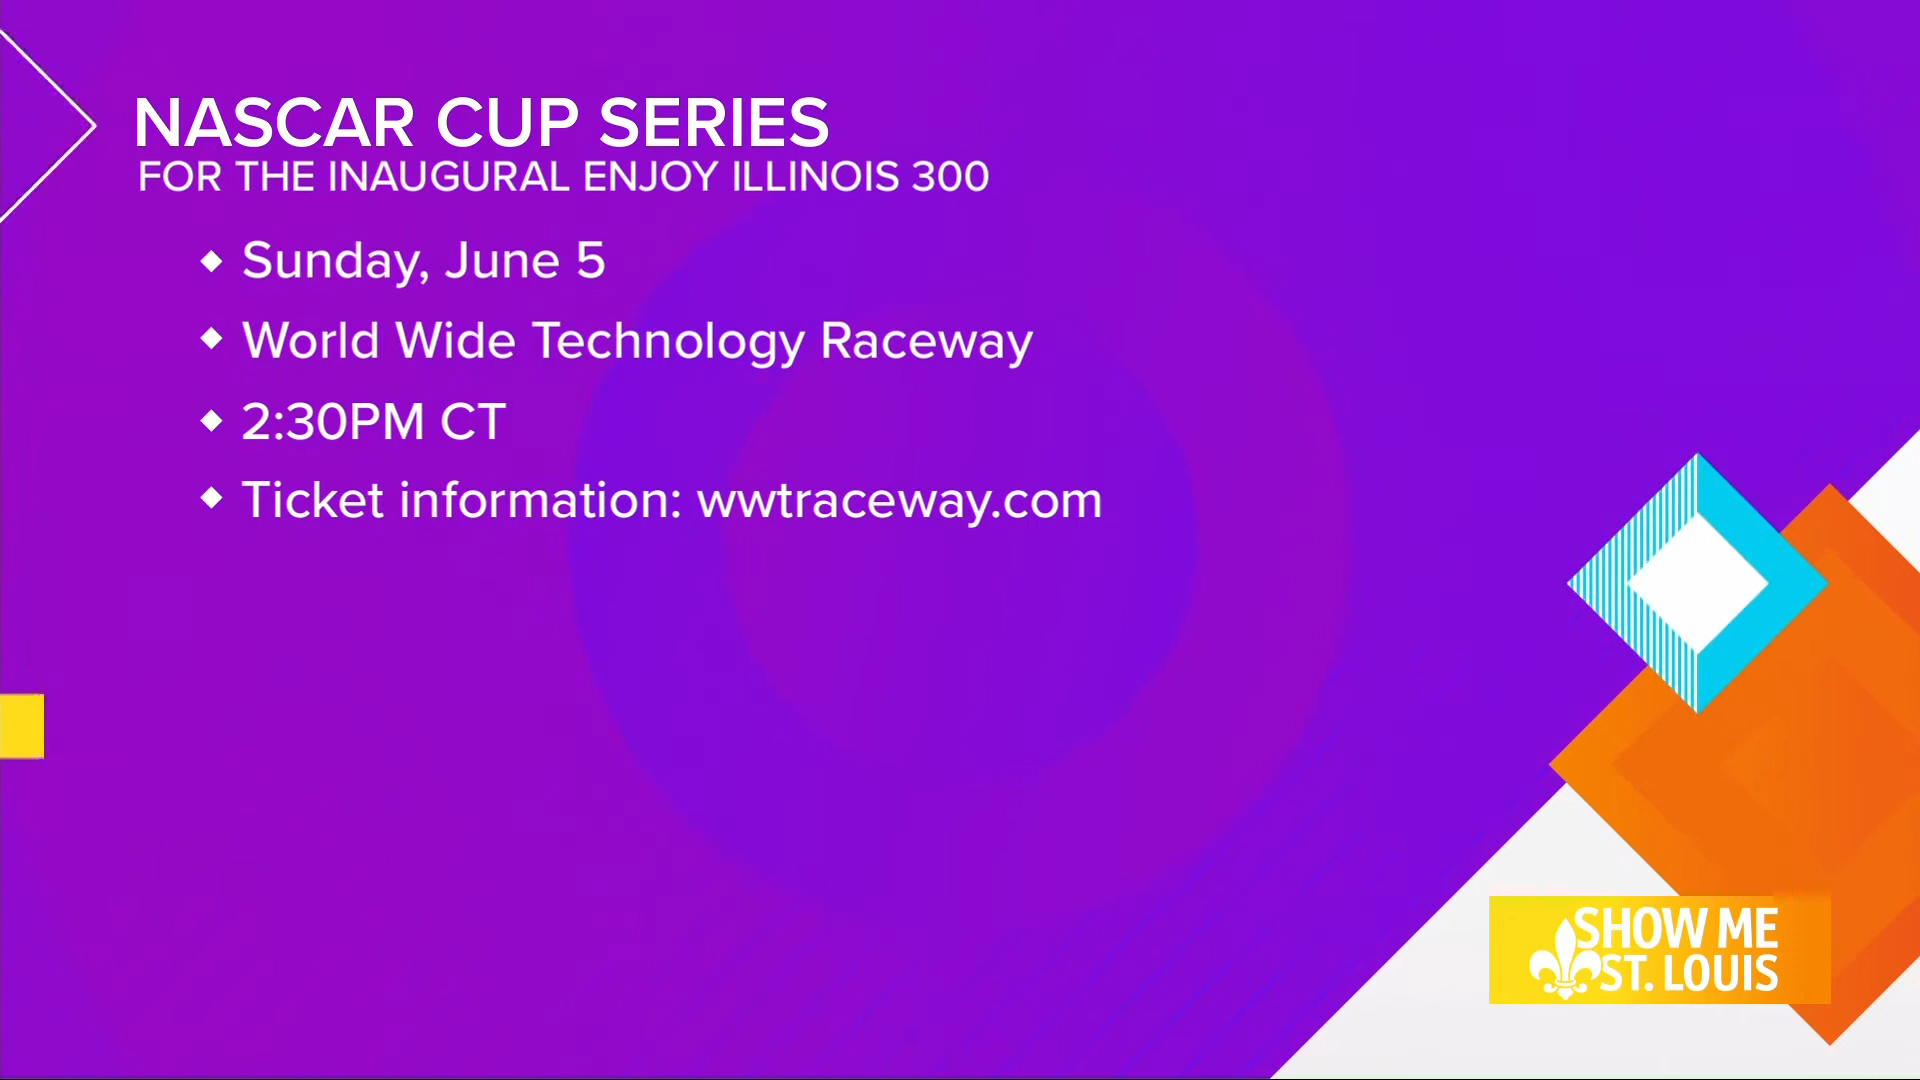 NASCAR CUP SERIES
FOR THE INAUGURAL ENJOY ILLINOIS 300
Sunday, June 5
World Wide Technology Raceway
2:30PM CT
Ticket information: wwtraceway.com
SHOW ME
ST. LOUIS